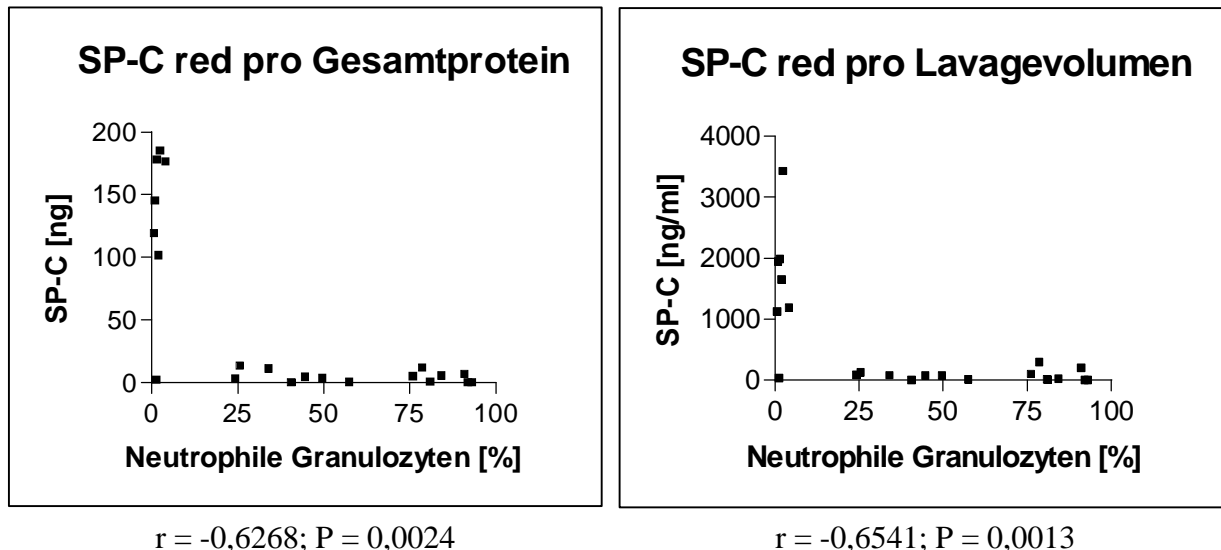 SP-C red pro Gesamtprotein
200
150
100
50
0
SP-C [ng]
0 25 50 75 100
Neutrophile Granulozyten [%]
r = -0,6268; P = 0,0024
SP-C red pro Lavagevolumen
4000
3000
2000
1000
0
SP-C [ng/ml]
0 25 50 75 100
Neutrophile Granulozyten [%]
r = -0,6541; P = 0,0013